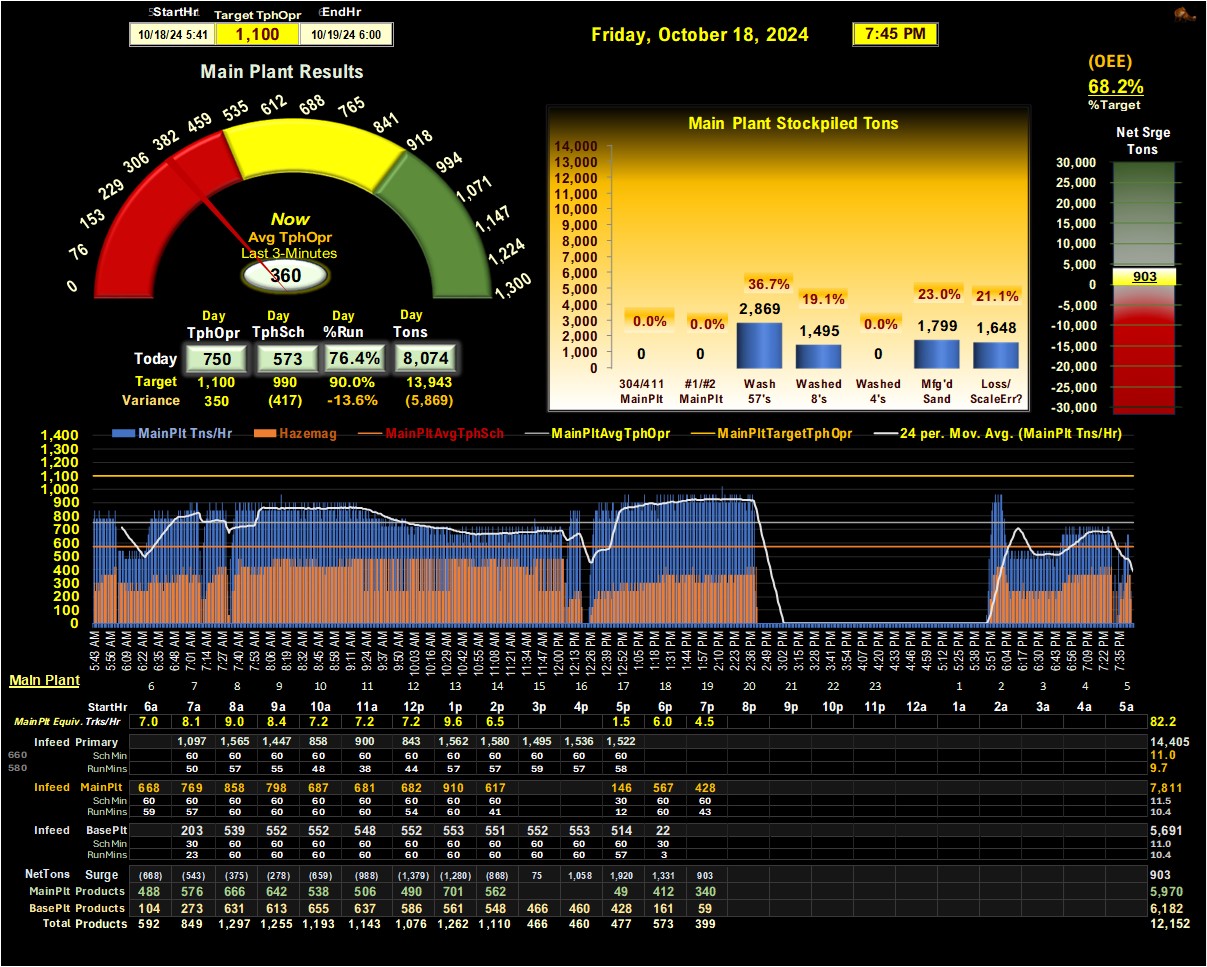 StartHr Target TphOpr EndHr
10/18/24 5:41 1,100 10/19/24 6:00
Friday, October 18, 2024 7:45 PM
(OEE)
68.2%
%Target
Main Plant Results
0 76 153 229 306 382 459 535 612 688 765 841 918 994 1,071 1,147 1,224 1,300
Now
Avg TphOpr
Last 3-Minutes
360
Day Day Day Day
TphOpr TphSch %Run Tons
Today 750 573 76.4% 8,074
Target 1,100 990 90.0% 13,943
Variance 350 (417) -13.6% (5,869)
Main Plant Stockpiled Tons
14,000
13,000
12,000
11,000
10,000
9,000
8,000
7,000
6,000
5,000
4,000
3,000
2,000
1,000
0
0.0% 0.0% 36.7% 19.1% 0.0% 23.0% 21.1%
0 0 2,869 1,495 0 1,799 1,648
304/411 #1/#2 Wash Washed Washed Mfg'd Loss/
MainPlt MainPlt 57's 8's 4's Sand ScaleErr?
Net Srge
Tons
30,000
25,000
20,000
15,000
10,000
5,000
903
0
-5,000
-10,000
-15,000
-20,000
-25,000
-30,000
MainPlt Tns/Hr Hazemag MainPltAvgTphSch MainPltAvgTphOpr MainPltTargetTphOpr 24 per. Mov. Avg. (MainPlt Tns/Hr)
1,400
1,300
1,200
1,100
1,000
900
800
700
600
500
400
300
200
100
0
5:43 AM 5:56 AM 6:09 AM 6:22 AM 6:35 AM 6:48 AM 7:01 AM 7:14 AM 7:27 AM 7:40 AM 7:53 AM 8:06 AM 8:19 AM 8:32 AM 8:45 AM 8:58 AM 9:11 AM 9:24 AM 9:37 AM 9:50 AM 10:03 AM 10:16 AM 10:29 AM 10:42 AM 10:55 AM 11:08 AM 11:21 AM 11:34 AM 11:47 AM 12:00 PM 12:13 PM 12:26 PM 12:39 PM 12:52 PM 1:05 PM 1:18 PM 1:31 PM 1:44 PM 1:57 PM 2:10 PM 2:23 PM 2:36 PM 2:49 PM 3:02 PM 3:15 PM 3:28 PM 3:41 PM 3:54 PM 4:07 PM 4:20 PM 4:33 PM 4:46 PM 4:59 PM 5:12 PM 5:25 PM 5:38 PM 5:51 PM 6:04 PM 6:17 PM 6:30 PM 6:43 PM 6:56 PM 7:09 PM 7:22 PM 7:35 PM
Main Plant 6 7 8 9 10 11 12 13 14 15 16 17 18 19 20 21 22 23 1 2 3 4 5
StartHr 6a 7a 8a 9a 10a 11a 12p 1p 2p 3p 4p 5p 6p 7p 8p 9p 10p 11p 12a 1a 2a 3a 4a 5a
MainPlt Equiv. Trks/Hr 7.0 8.1 9.0 8.4 7.2 7.2 7.2 9.6 6.5 1.5 6.0 4.5 82.2
Infeed Primary 1,097 1,565 1,447 858 900 843 1,562 1,580 1,495 1,536 1,522 14,405
660 SchMin 60 60 60 60 60 60 60 60 60 60 60 11.0
580 RunMins 50 57 55 48 38 44 57 57 59 57 58 9.7
Infeed MainPlt 668 769 858 798 687 681 682 910 617 146 567 428 7,811
SchMin 60 60 60 60 60 60 60 60 60 30 60 60 11.5
RunMins 59 57 60 60 60 60 54 60 41 12 60 43 10.4
Infeed BasePlt 203 539 552 552 548 552 553 551 552 553 514 22 5,691
SchMin 30 60 60 60 60 60 60 60 60 60 60 30 11.0
RunMins 23 60 60 60 60 60 60 60 60 60 57 3 10.4
NetTons Surge (668) (543) (375) (278) (659) (988) (1,379) (1,280) (868) 75 1,058 1,920 1,331 903 903
MainPlt Products 488 576 666 642 538 506 490 701 562 49 412 340 5,970
BasePlt Products 104 273 631 613 655 637 586 561 548 466 460 428 161 59 6,182
Total Products 592 849 1,297 1,255 1,193 1,143 1,076 1,262 1,110 466 460 477 573 399 12,152